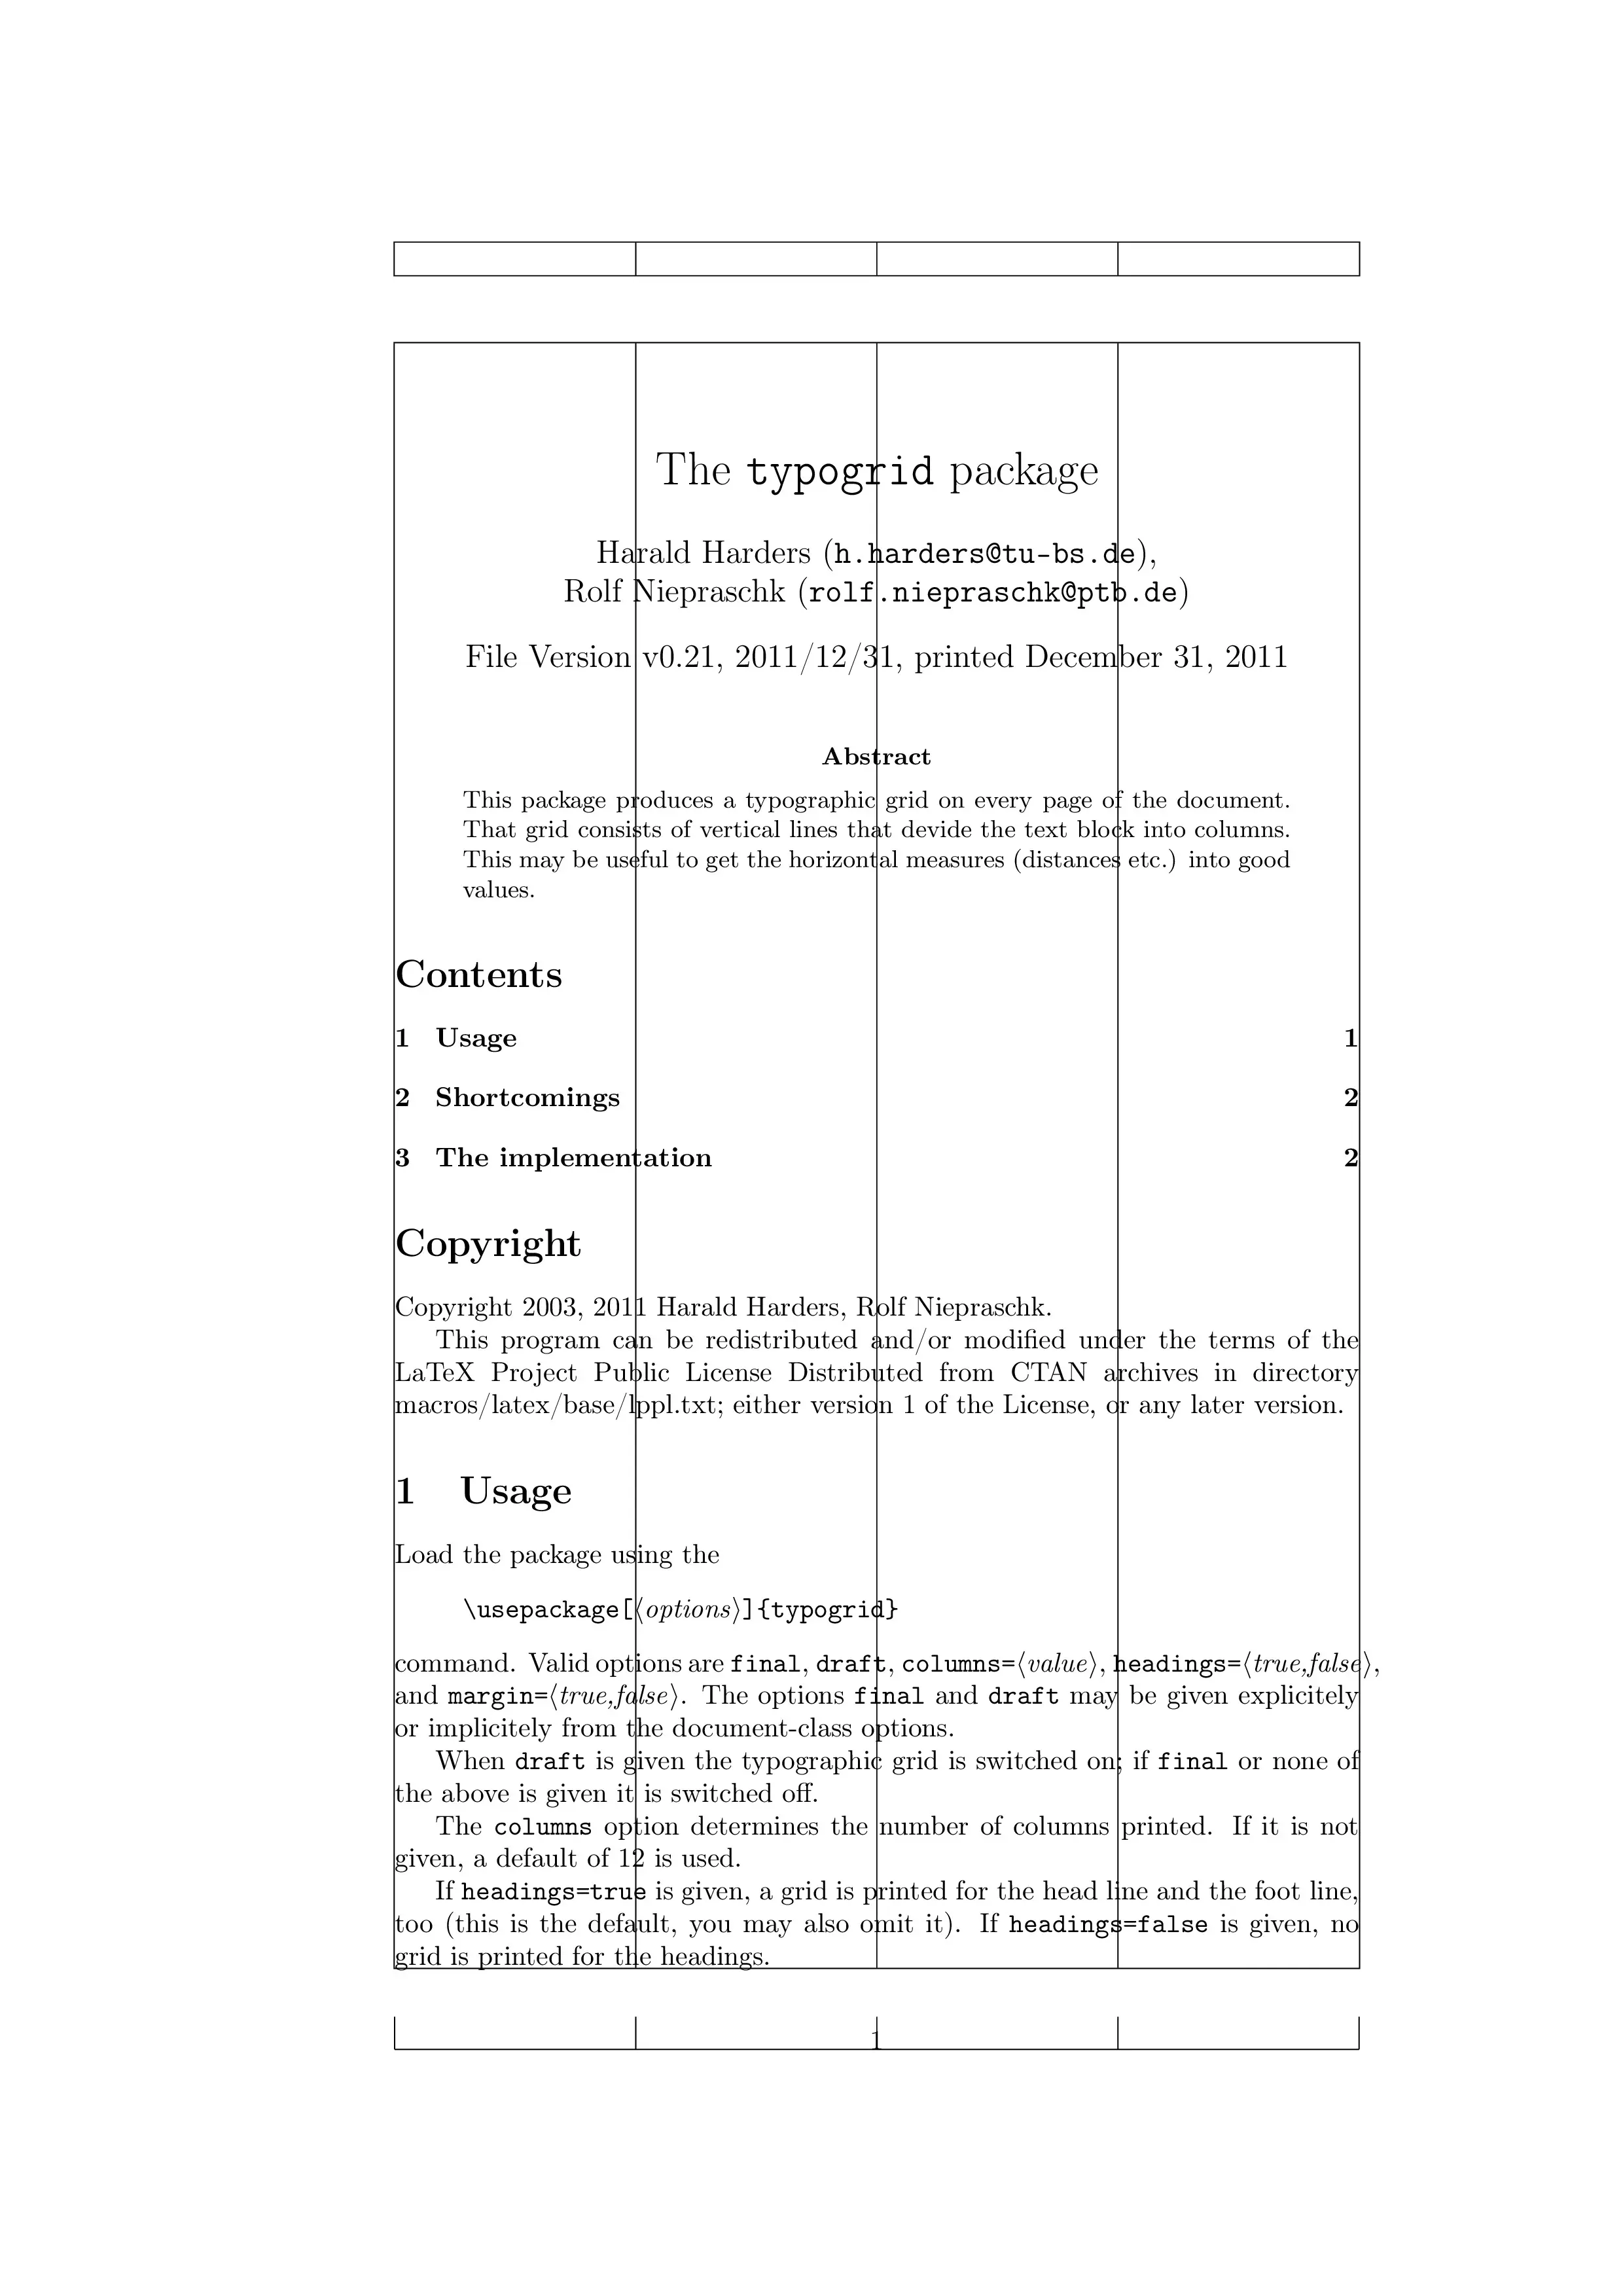 The typogrid package
Harald Harders (h.harders@tu-bs.de),
Rolf Niepraschk (rolf.niepraschk@ptb.de)
File Version v0.21, 2011/12/31, printed December 31, 2011
Abstract
This package produces a typographic grid on every page of the document.
That grid consists of vertical lines that devide the text block into columns.
This may be useful to get the horizontal measures (distances etc.) into good
values.
Contents
1 Usage 1
2 Shortcomings 2
3 The implementation 2
Copyright
Copyright 2003, 2011 Harald Harders, Rolf Niepraschk.
This program can be redistributed and/or modified under the terms of the
LaTeX Project Public License Distributed from CTAN archives in directory
macros/latex/base/lppl.txt; either version 1 of the License, or any later version.
1 Usage
Load the package using the
\usepackage[⟨options⟩]{typogrid}
command. Valid options are final, draft, columns=⟨value⟩, headings=⟨true,false⟩,
and margin=⟨true,false⟩. The options final and draft may be given explicitely
or implicitely from the document-class options.
When draft is given the typographic grid is switched on; if final or none of
the above is given it is switched off.
The columns option determines the number of columns printed. If it is not
given, a default of 12 is used.
If headings=true is given, a grid is printed for the head line and the foot line,
too (this is the default, you may also omit it). If headings=false is given, no
grid is printed for the headings.
1